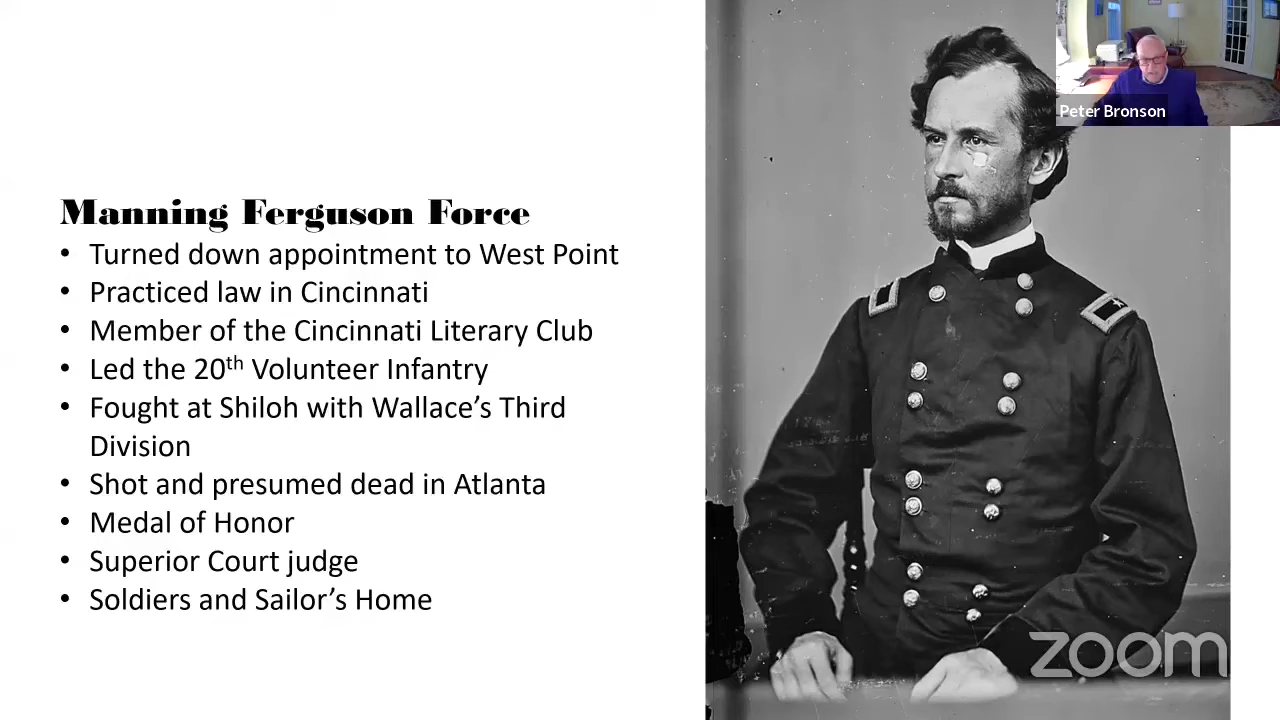 Peter Bronson
Manning Ferguson Force
• Turned down appointment to West Point
• Practiced law in Cincinnati
• Member of the Cincinnati Literary Club
• Led the 20th Volunteer Infantry
• Fought at Shiloh with Wallace’s Third
Division
• Shot and presumed dead in Atlanta
• Medal of Honor
• Superior Court judge
• Soldiers and Sailor’s Home
zoom